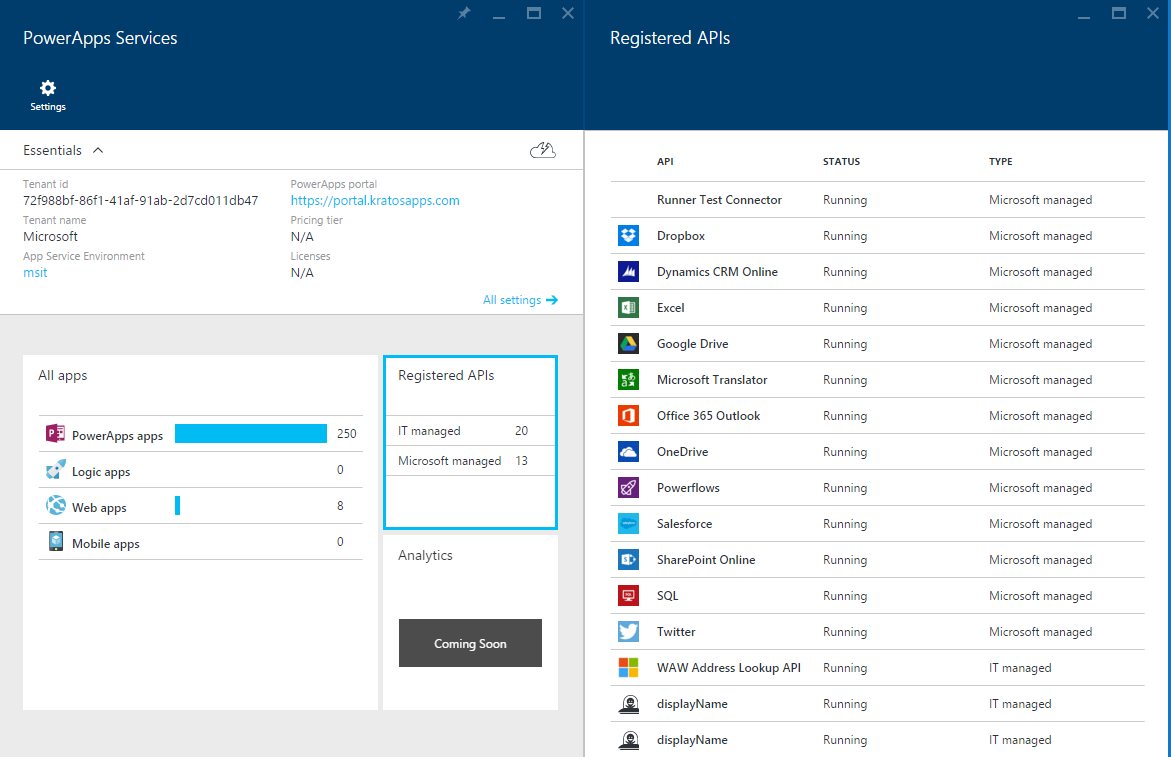 PowerApps Services
Settings
Essentials
Tenant id
72f988bf-86f1-41af-91ab-2d7cd011db47
Tenant name
Microsoft
App Service Environment
msit
PowerApps portal
https://portal.kratosapps.com
Pricing tier
N/A
Licenses
N/A
All settings
All apps
PowerApps apps 250
Logic apps 0
Web apps 8
Mobile apps 0
Registered APIs
IT managed 20
Microsoft managed 13
Analytics
Coming Soon
Registered APIs
API STATUS TYPE
Runner Test Connector Running Microsoft managed
Dropbox Running Microsoft managed
Dynamics CRM Online Running Microsoft managed
Excel Running Microsoft managed
Google Drive Running Microsoft managed
Microsoft Translator Running Microsoft managed
Office 365 Outlook Running Microsoft managed
OneDrive Running Microsoft managed
Powerflows Running Microsoft managed
Salesforce Running Microsoft managed
SharePoint Online Running Microsoft managed
SQL Running Microsoft managed
Twitter Running Microsoft managed
WAW Address Lookup API Running IT managed
displayName Running IT managed
displayName Running IT managed